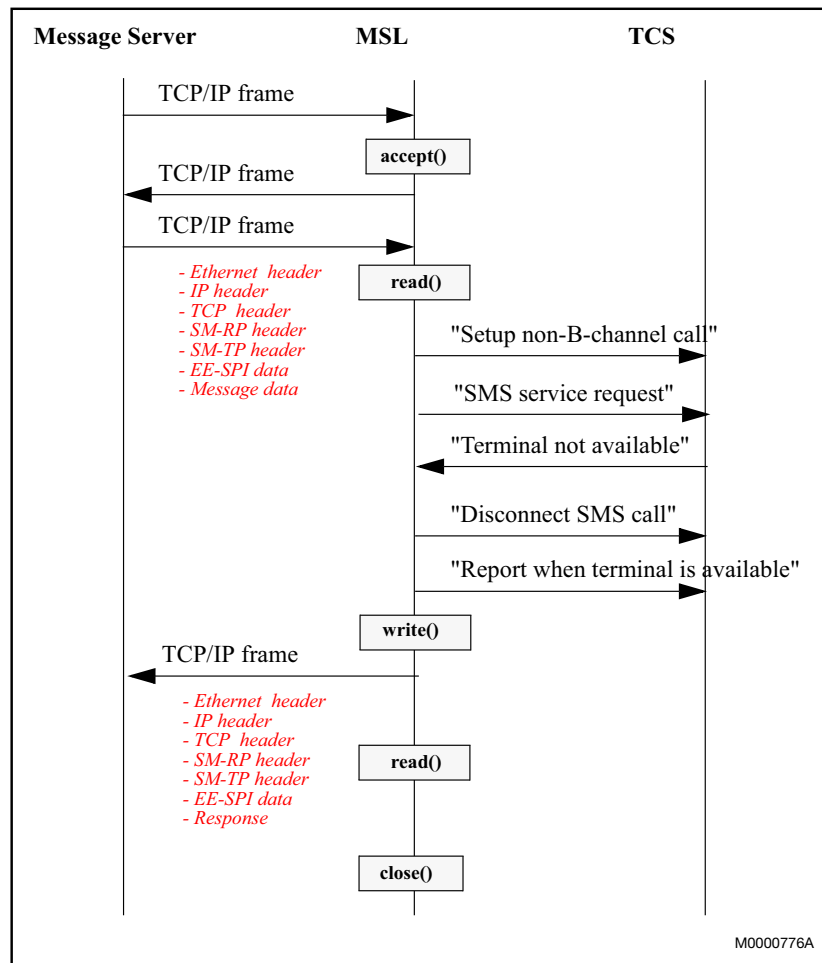 Message Server MSL TCS
TCP/IP frame
accept()
TCP/IP frame
TCP/IP frame
- Ethernet header
- IP header
- TCP header
- SM-RP header
- SM-TP header
- EE-SPI data
- Message data
read()
"Setup non-B-channel call"
"SMS service request"
"Terminal not available"
"Disconnect SMS call"
"Report when terminal is available"
write()
TCP/IP frame
- Ethernet header
- IP header
- TCP header
- SM-RP header
- SM-TP header
- EE-SPI data
- Response
read()
close()
M0000776A